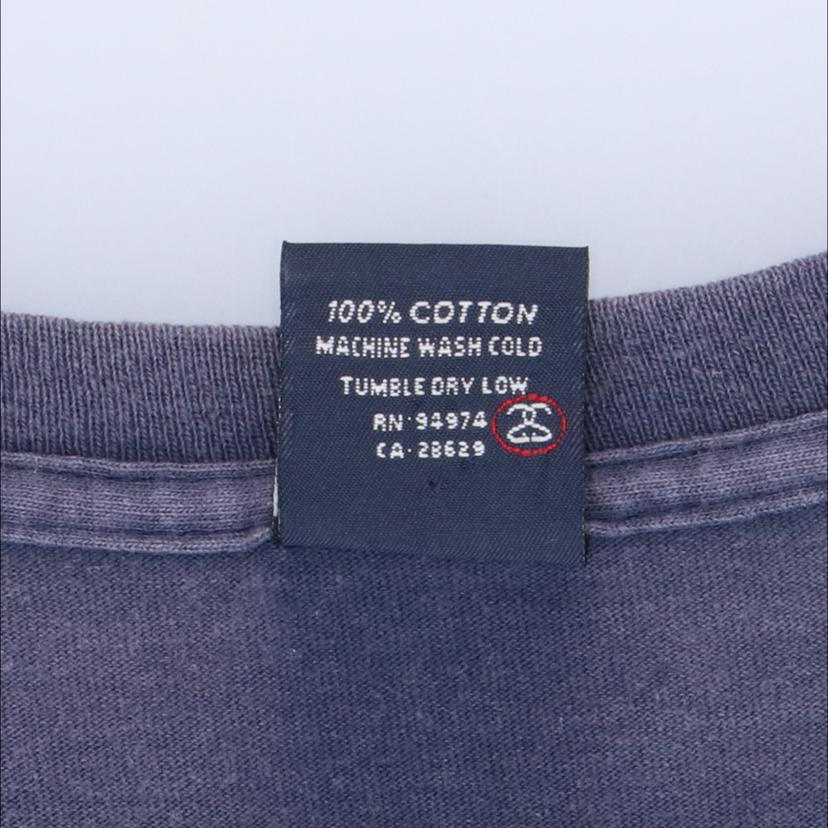 100% COTTON
MACHINE WASH COLD
TUMBLE DRY LOW
RN·94974
CA·28629